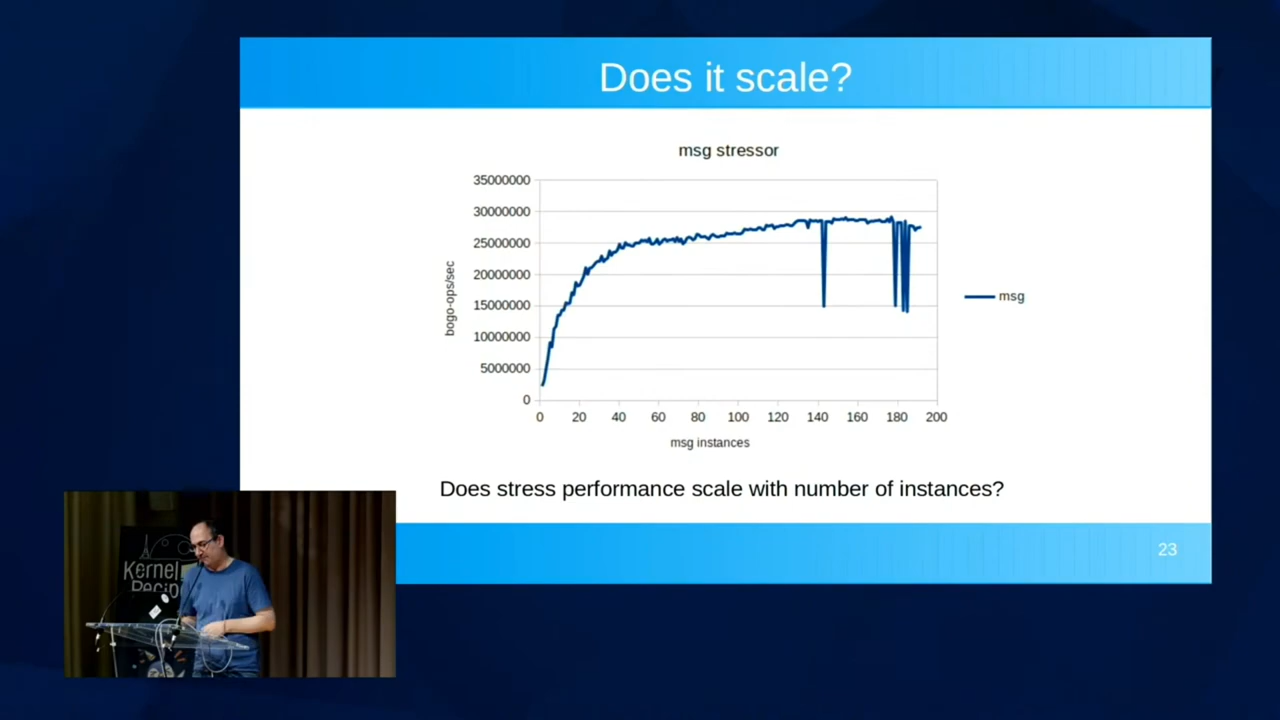 Does it scale?
msg stressor
35000000
30000000
25000000
20000000
15000000
10000000
5000000
0
bogo-ops/sec
0 20 40 60 80 100 120 140 160 180 200
msg instances
msg
Does stress performance scale with number of instances?
23
Kernel
Recip